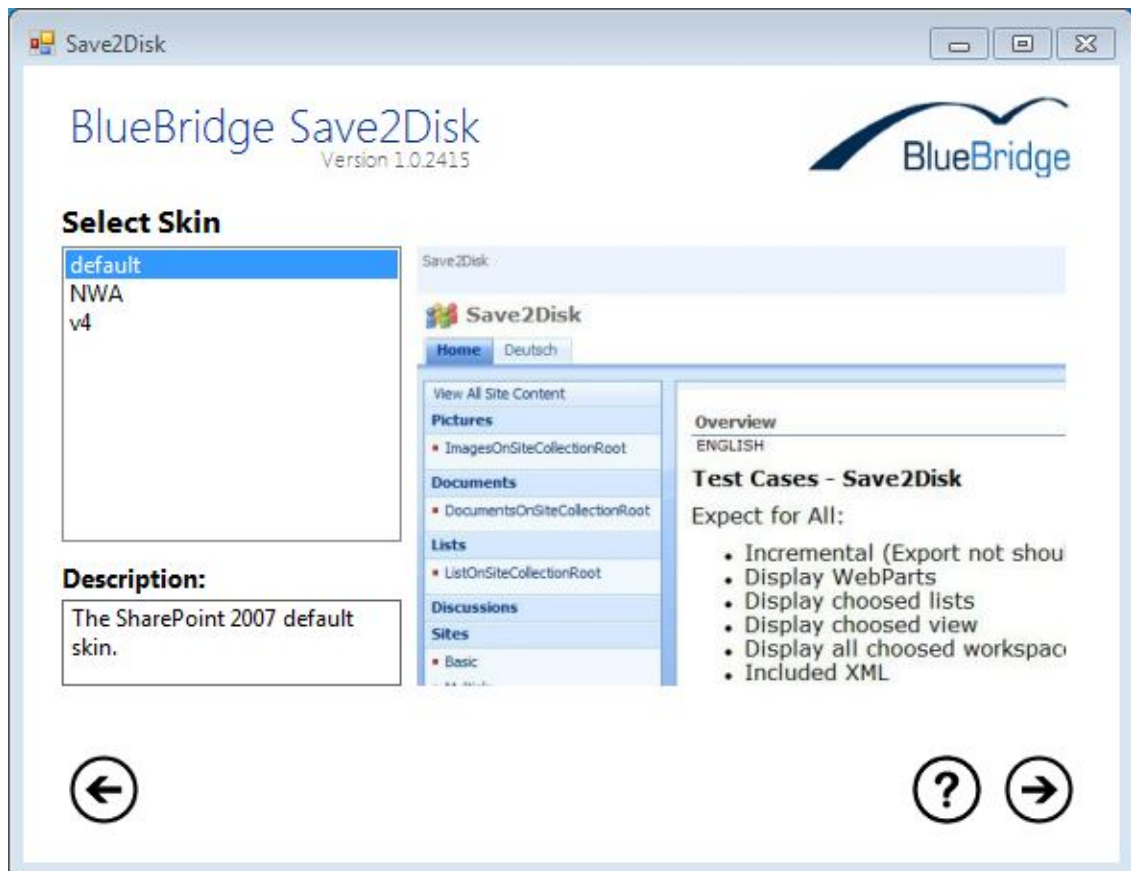 Save2Disk
BlueBridge Save2Disk
Version 1.0.2415
BlueBridge
Select Skin
default
NWA
v4
Description:
The SharePoint 2007 default
skin.
Save2Disk
Save2Disk
Home Deutsch
View All Site Content
Pictures
ImagesOnSiteCollectionRoot
Documents
DocumentsOnSiteCollectionRoot
Lists
ListOnSiteCollectionRoot
Discussions
Sites
Basic
Overview
ENGLISH
Test Cases - Save2Disk
Expect for All:
• Incremental (Export not shou
• Display WebParts
• Display choosed lists
• Display choosed view
• Display all choosed workspac
• Included XML
?